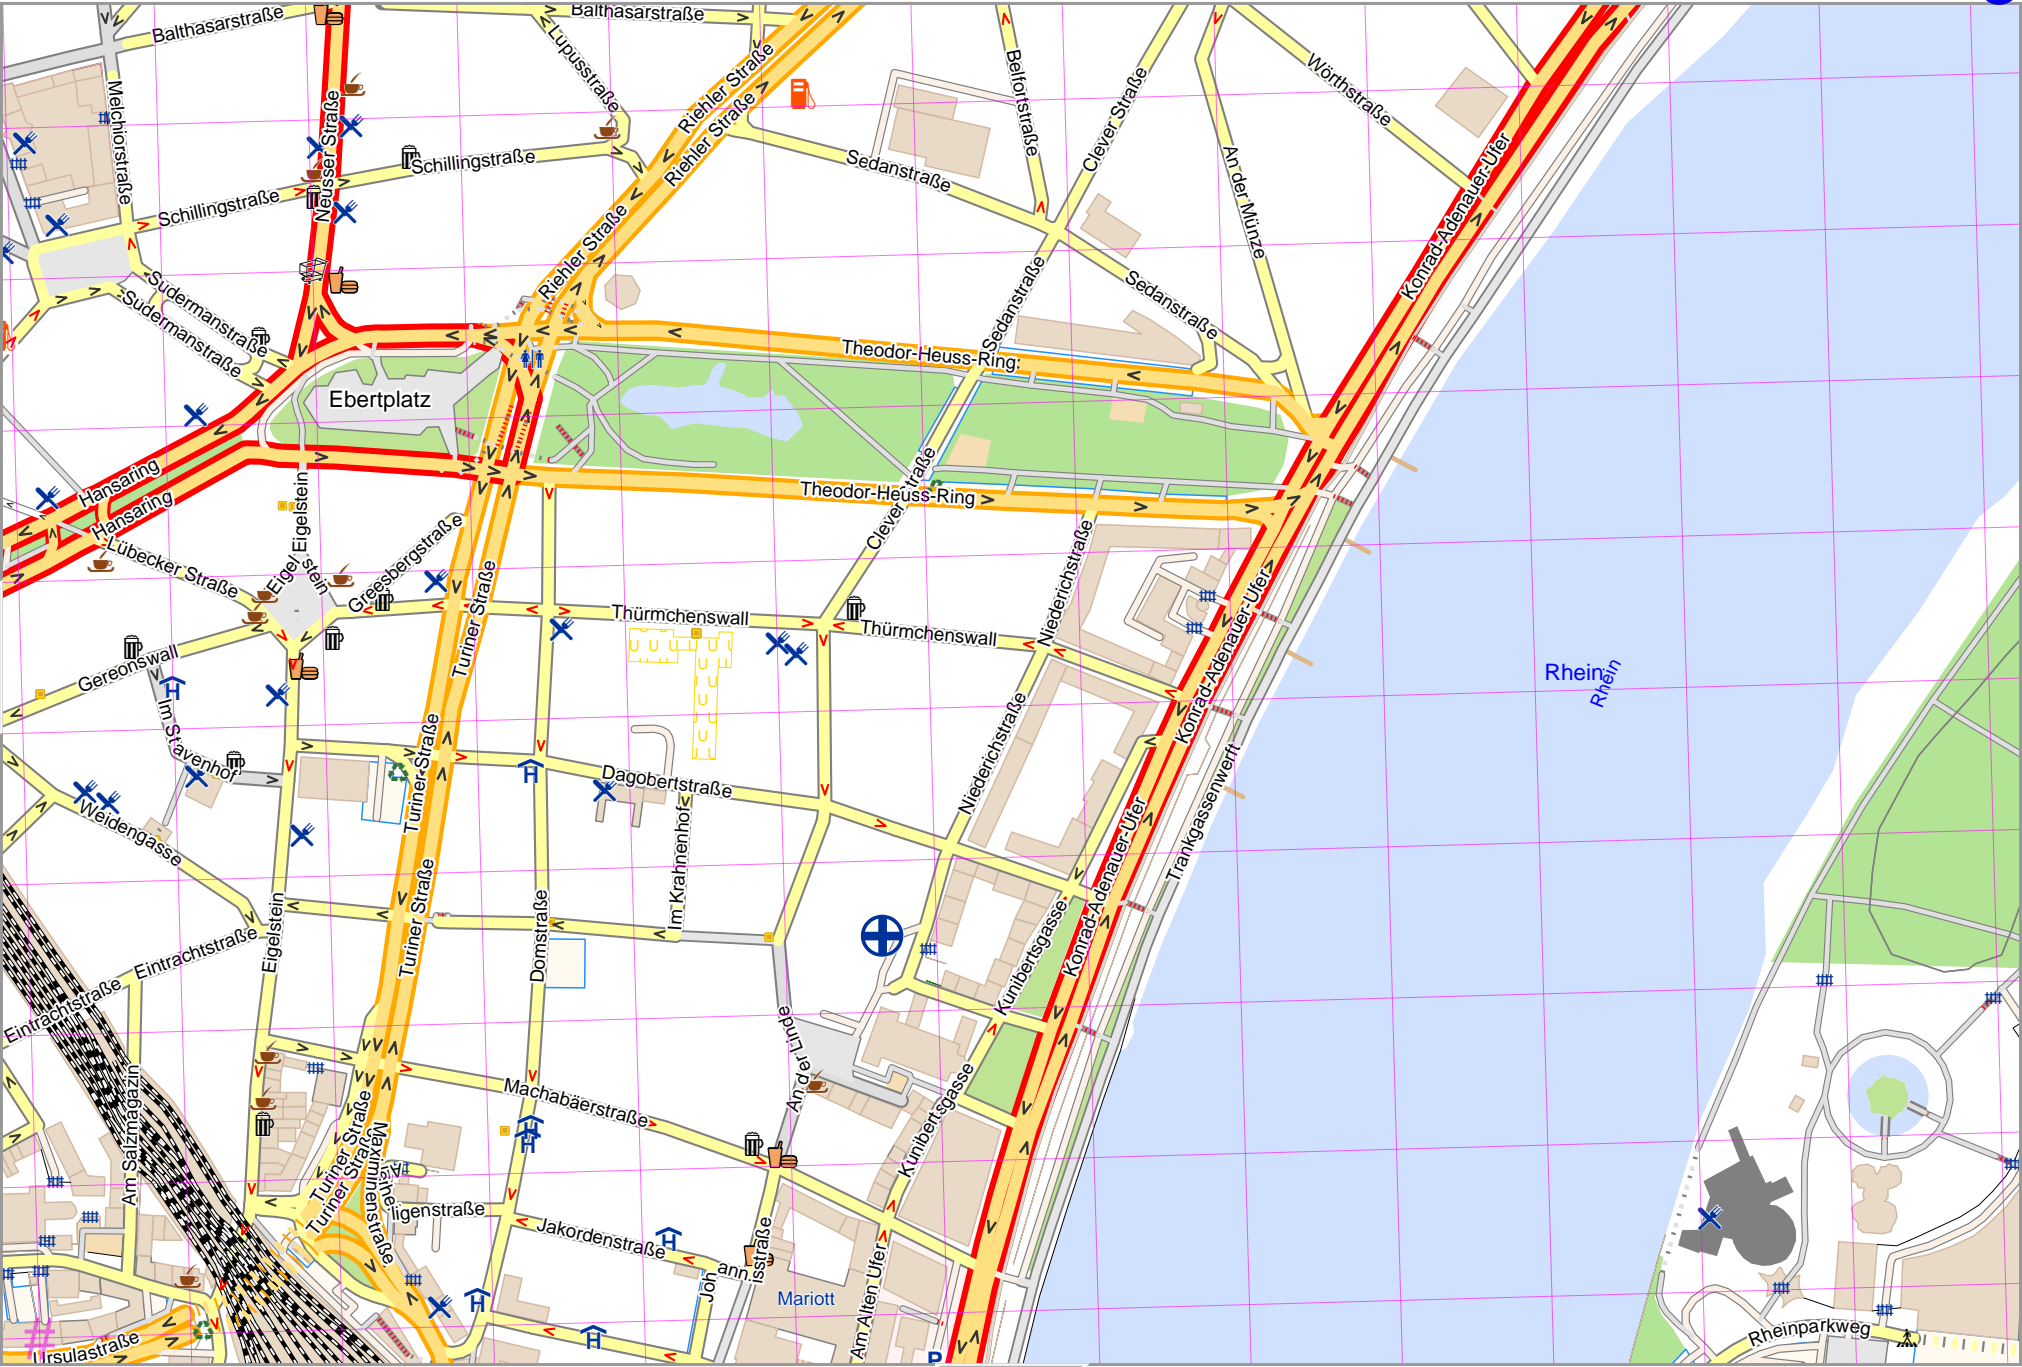 Balthasarstraße
Balthasarstraße
Lupusstraße
Riehler Straße
Riehler Straße
Belfortstraße
Clever Straße
Wörthstraße
Melchiorstraße
Neusser Straße
Schillingstraße
Schillingstraße
Sedanstraße
An der Münze
Konrad-Adenauer-Ufer
Riehler Straße
Sudermanstraße
Sudermanstraße
Sedanstraße
Sedanstraße
Theodor-Heuss-Ring
Ebertplatz
Hansaring
Hansaring
Eigelstein
Theodor-Heuss-Ring
Clever Straße
Lübecker Straße
Eigelstein
Greesbergstraße
Turiner Straße
Thürmchenswall
Thürmchenswall
Niederichstraße
Konrad-Adenauer-Ufer
Gereonswall
Im Stavenhof
Rhein
Rhein
Turiner Straße
Dagobertstraße
Niederichstraße
Trankgassenwerft
Weidengasse
Im Krahnenhof
Konrad-Adenauer-Ufer
Turiner Straße
Domstraße
Eigelstein
Eintrachtstraße
Eintrachtstraße
Kunibertsgasse
An der Linde
Machabäerstraße
Am Salzmagazin
Turiner Straße
Turiner Straße
Maximinenstraße
Kunibertsgasse
ligenstraße
Jakordenstraße
Johannisstraße
Mariott
Am Alten Ufer
Ursulastraße
Rheinparkweg
P